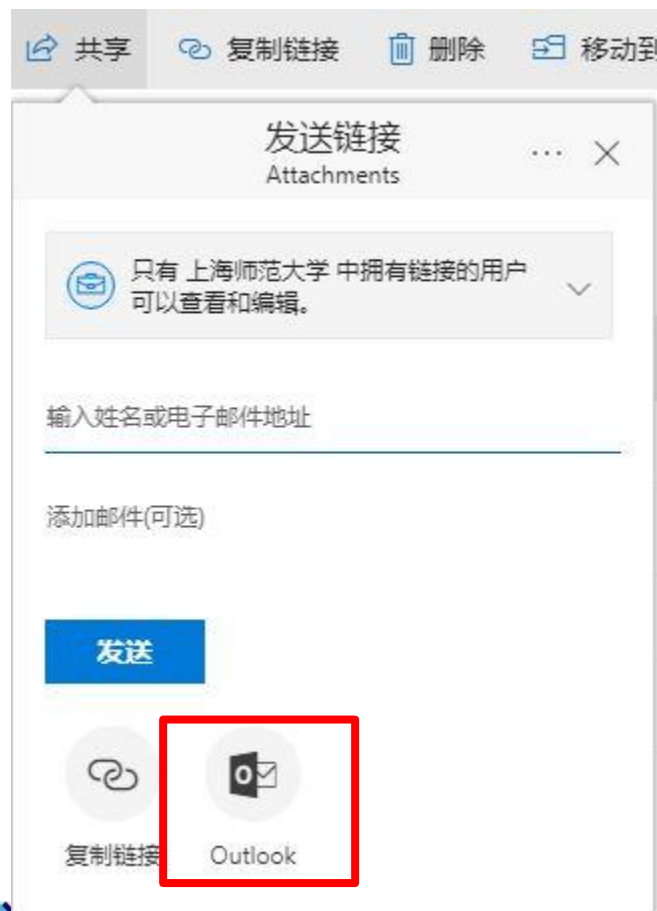 共享 复制链接 删除 移动到
发送链接
Attachments
只有 上海师范大学 中拥有链接的用户
可以查看和编辑。
输入姓名或电子邮件地址
添加邮件(可选)
发送
复制链接 Outlook